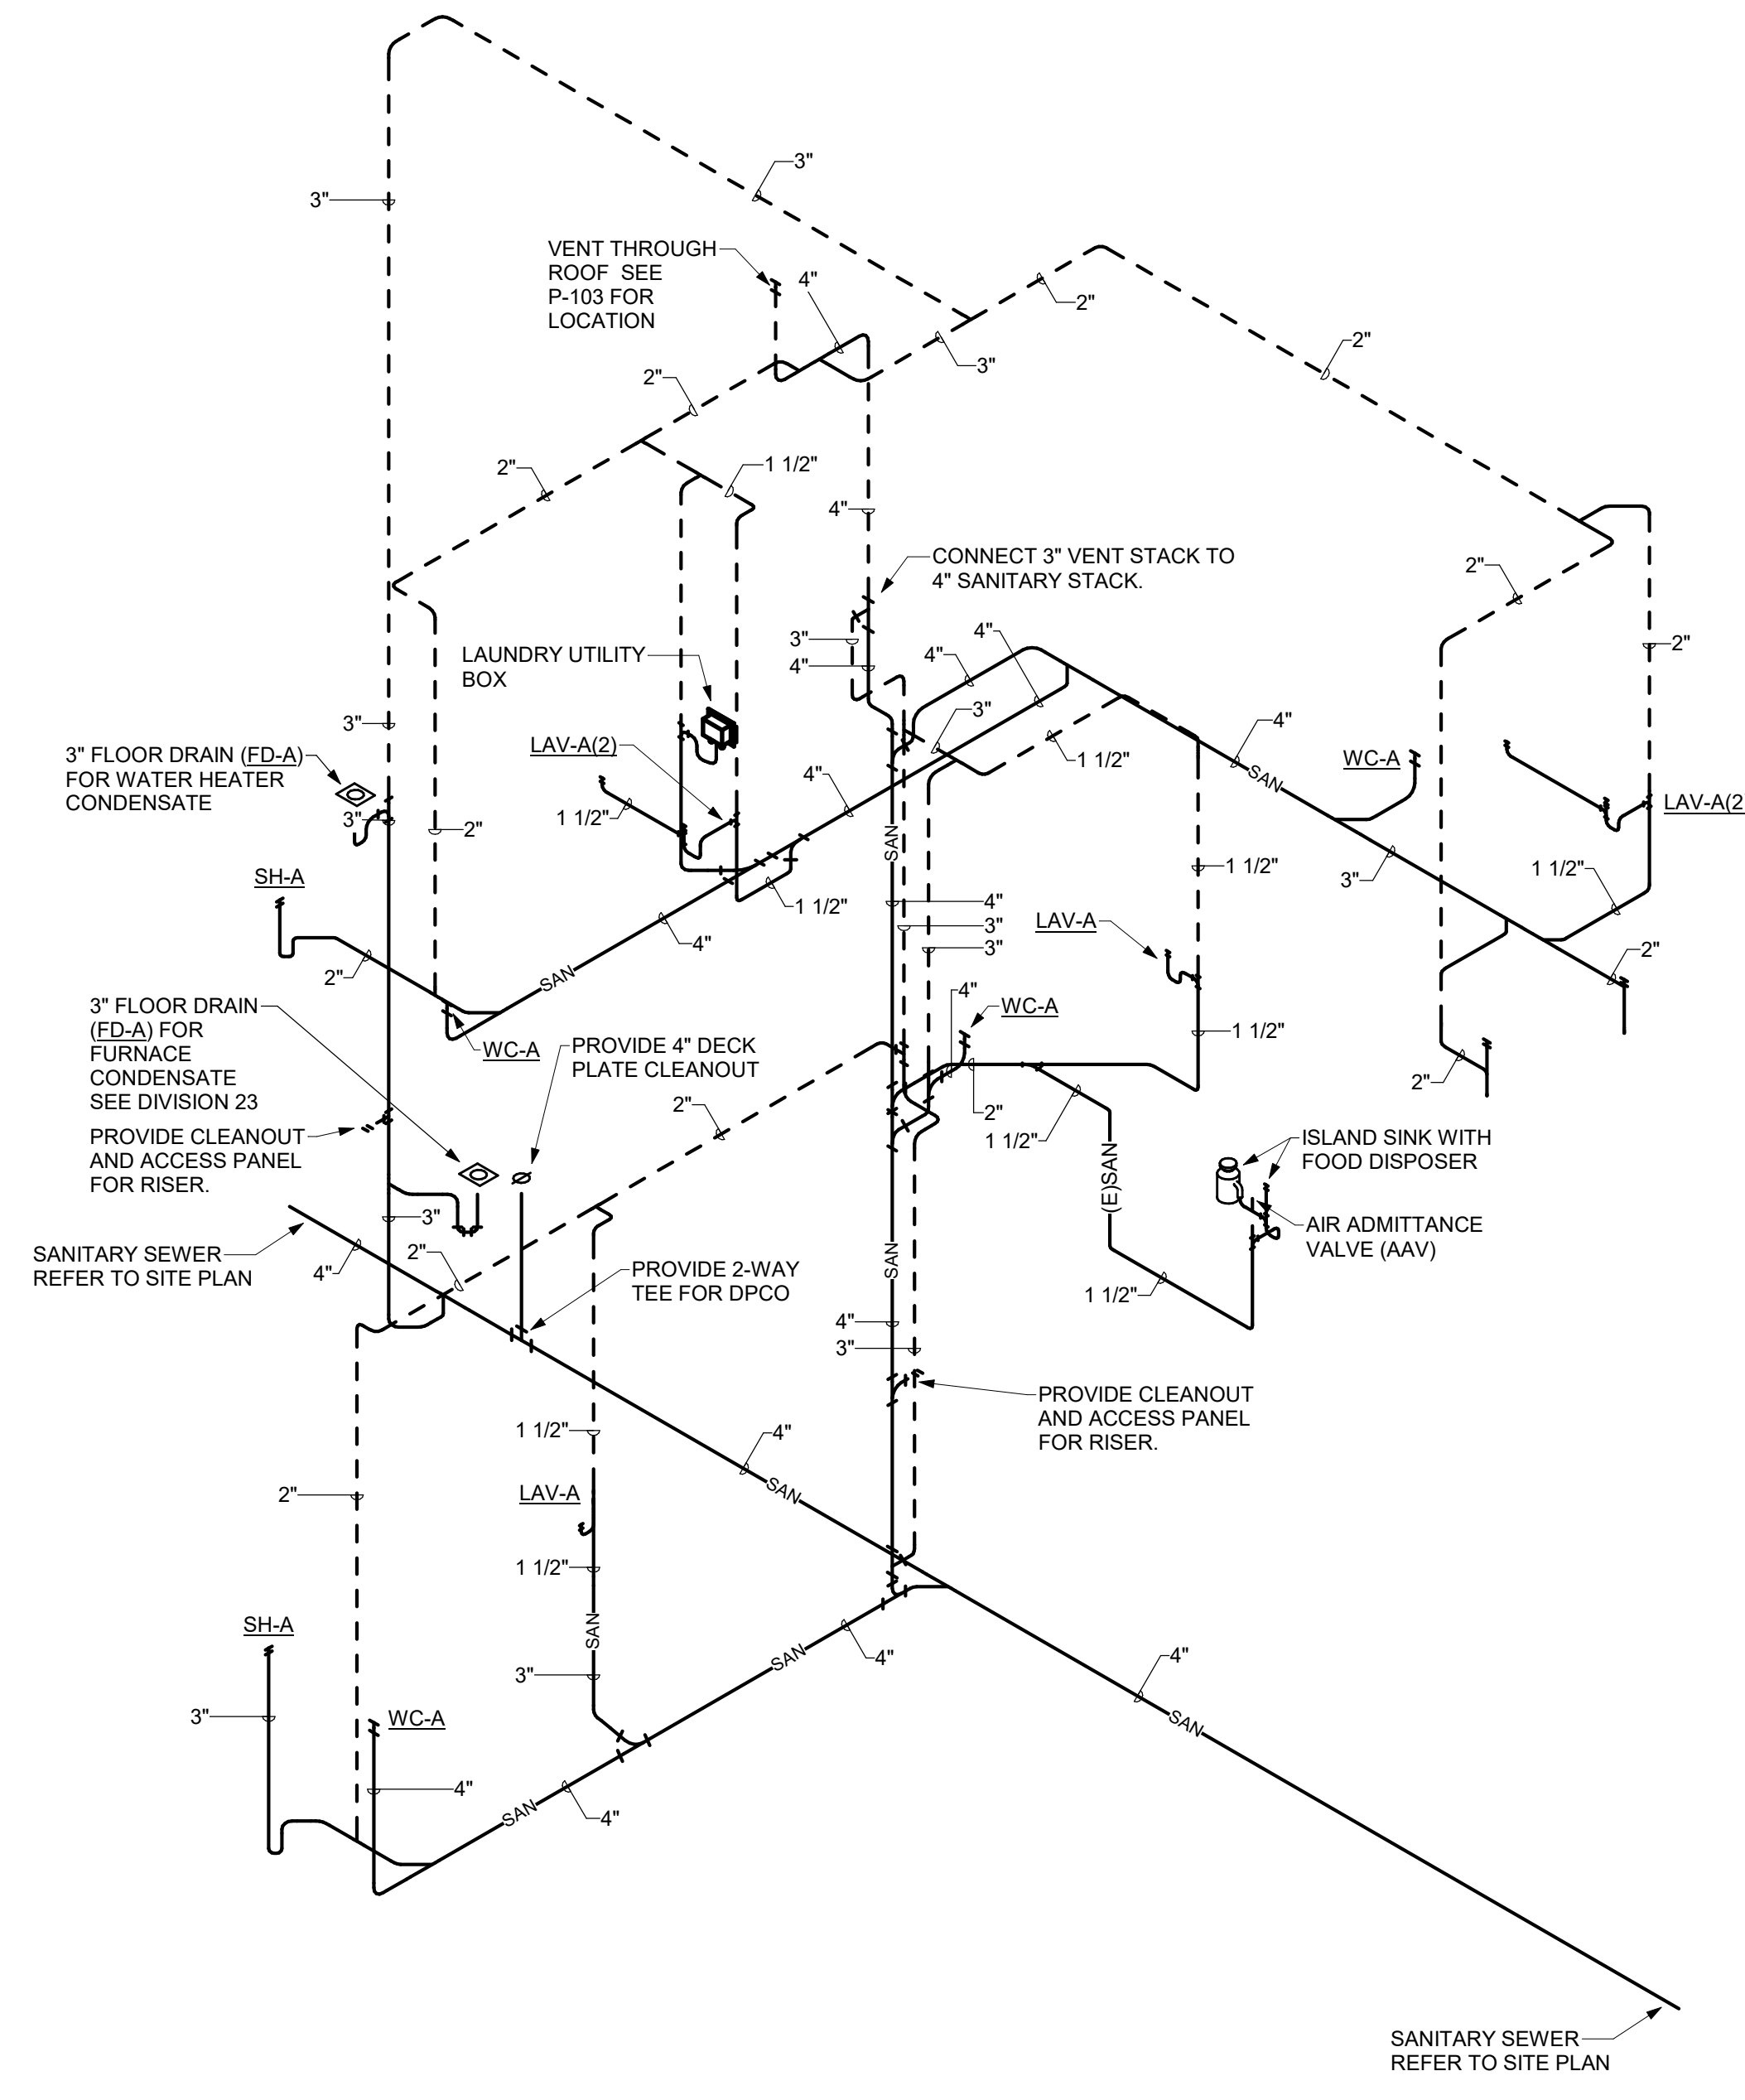 3"
3"
VENT THROUGH
ROOF  SEE
P-103 FOR
LOCATION
4"
2"
3"
2"
2"
2"
1 1/2"
4"
CONNECT 3" VENT STACK TO
4" SANITARY STACK.
2"
3"
4"
4"
4"
2"
LAUNDRY UTILITY
BOX
3"
3"
4"
3" FLOOR DRAIN (FD-A)
FOR WATER HEATER
CONDENSATE
LAV-A(2)
1 1/2"
SAN
WC-A
4"
1 1/2"
LAV-A(2
3"
2"
SAN
1 1/2"
3"
1 1/2"
SH-A
1 1/2"
4"
3"
3"
LAV-A
4"
2"
SAN
2"
3" FLOOR DRAIN
(FD-A) FOR
FURNACE
CONDENSATE
SEE DIVISION 23
4"
WC-A
1 1/2"
WC-A
PROVIDE 4" DECK
PLATE CLEANOUT
2"
2"
2"
1 1/2"
PROVIDE CLEANOUT
AND ACCESS PANEL
FOR RISER.
(E)SAN
ISLAND SINK WITH
FOOD DISPOSER
3"
AIR ADMITTANCE
VALVE (AAV)
SANITARY SEWER
REFER TO SITE PLAN
4"
2"
SAN
PROVIDE 2-WAY
TEE FOR DPCO
1 1/2"
4"
3"
PROVIDE CLEANOUT
AND ACCESS PANEL
FOR RISER.
1 1/2"
4"
SAN
2"
LAV-A
1 1/2"
SH-A
SAN
SAN
4"
3"
4"
SAN
3"
WC-A
4"
SAN
4"
SANITARY SEWER
REFER TO SITE PLAN